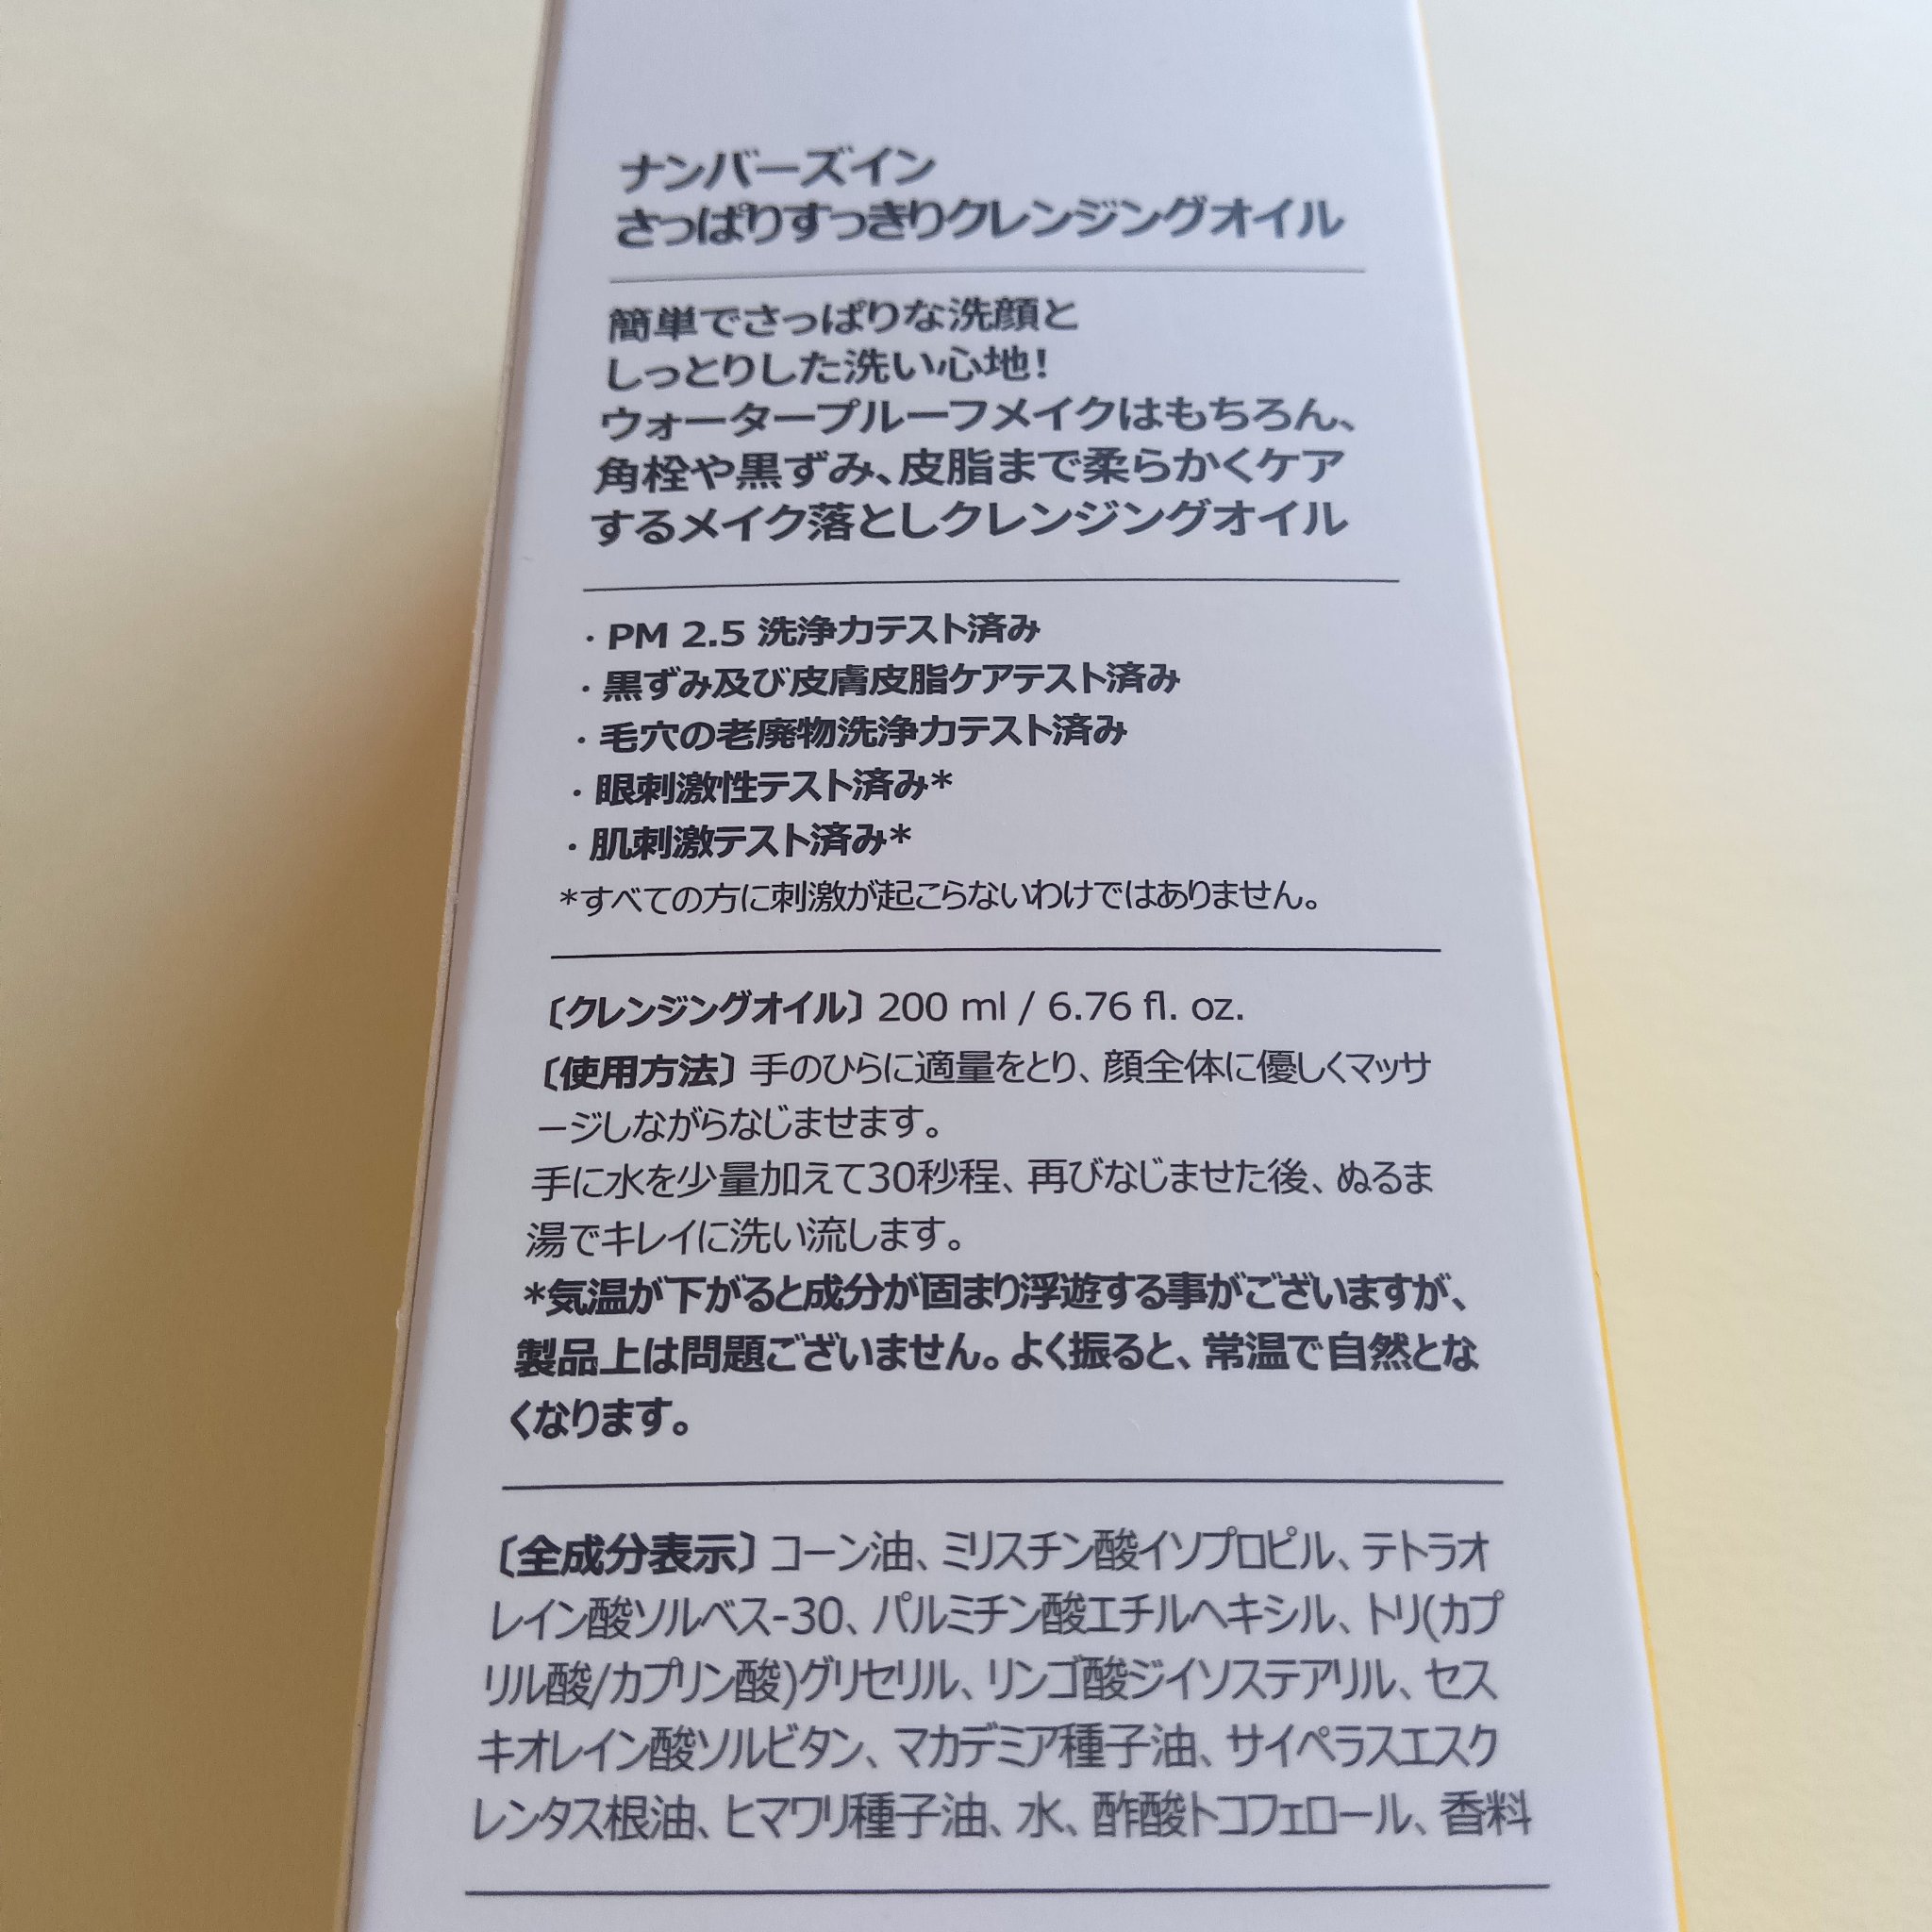 ナンバーズイン
さっぱりすっきりクレンジングオイル
簡単でさっぱりな洗顔と
しっとりした洗い心地!
ウォータープルーフメイクはもちろん、
角栓や黒ずみ、皮脂まで柔らかくケア
するメイク落としクレンジングオイル
・PM 2.5 洗浄力テスト済み
・黒ずみ及び皮膚皮脂ケアテスト済み
・毛穴の老廃物洗浄力テスト済み
・眼刺激性テスト済み*
・肌刺激テスト済み*
*すべての方に刺激が起こらないわけではありません。
〔クレンジングオイル〕200 ml / 6.76 fl. oz.
〔使用方法〕手のひらに適量をとり、顔全体に優しくマッサ
ージしながらなじませます。
手に水を少量加えて30秒程、再びなじませた後、ぬるま
湯でキレイに洗い流します。
*気温が下がると成分が固まり浮遊する事がございますが、
製品上は問題ございません。よく振ると、常温で自然とな
くなります。
〔全成分表示〕コーン油、ミリスチン酸イソプロピル、テトラオ
レイン酸ソルベス-30、パルミチン酸エチルヘキシル、トリ(カプ
リル酸/カプリン酸)グリセリル、リンゴ酸ジイソステアリル、セス
キオレイン酸ソルビタン、マカデミア種子油、サイペラスエスク
レンタス根油、ヒマワリ種子油、水、酢酸トコフェロール、香料